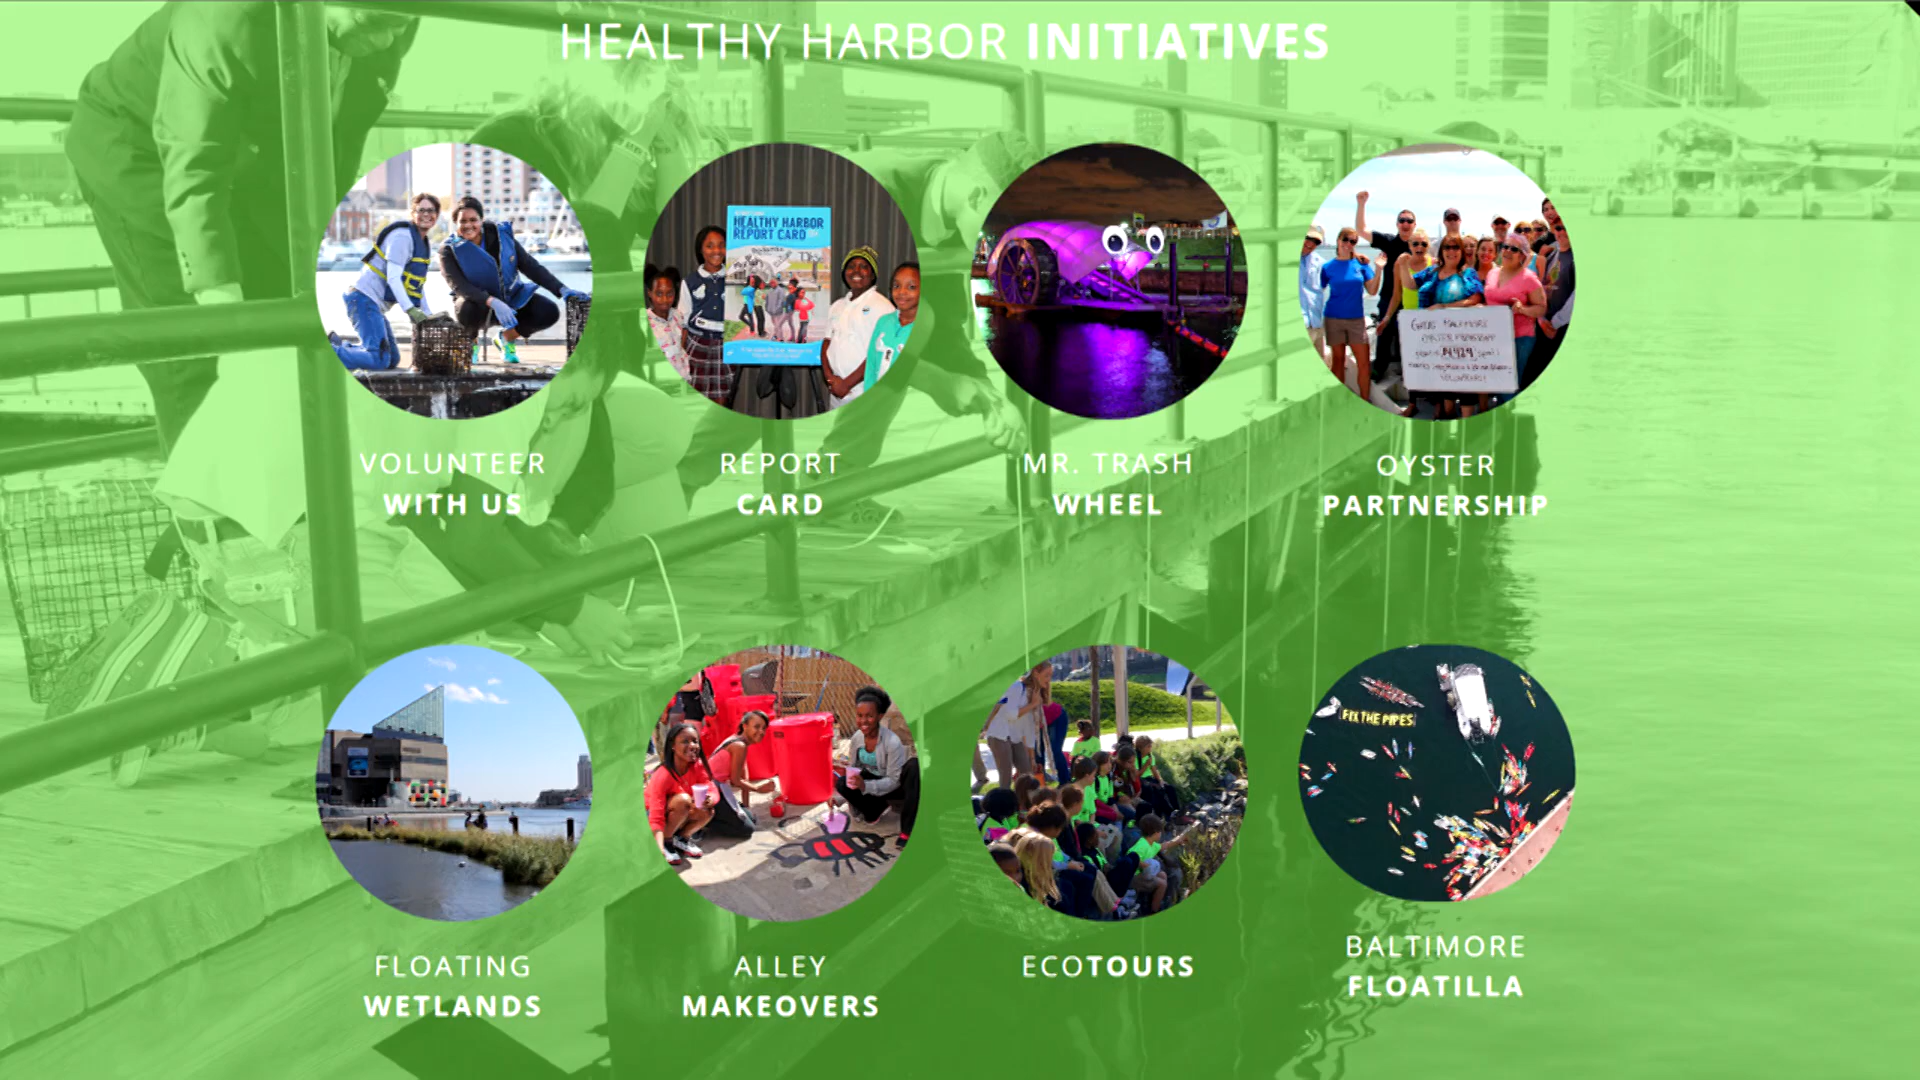 HEALTHY HARBOR INITIATIVES
HEALTHY HARBOR
REPORT CARD
FIX THE PIPES
VOLUNTEER
WITH US
REPORT
CARD
MR. TRASH
WHEEL
OYSTER
PARTNERSHIP
FLOATING
WETLANDS
ALLEY
MAKEOVERS
ECOTOURS
BALTIMORE
FLOATILLA